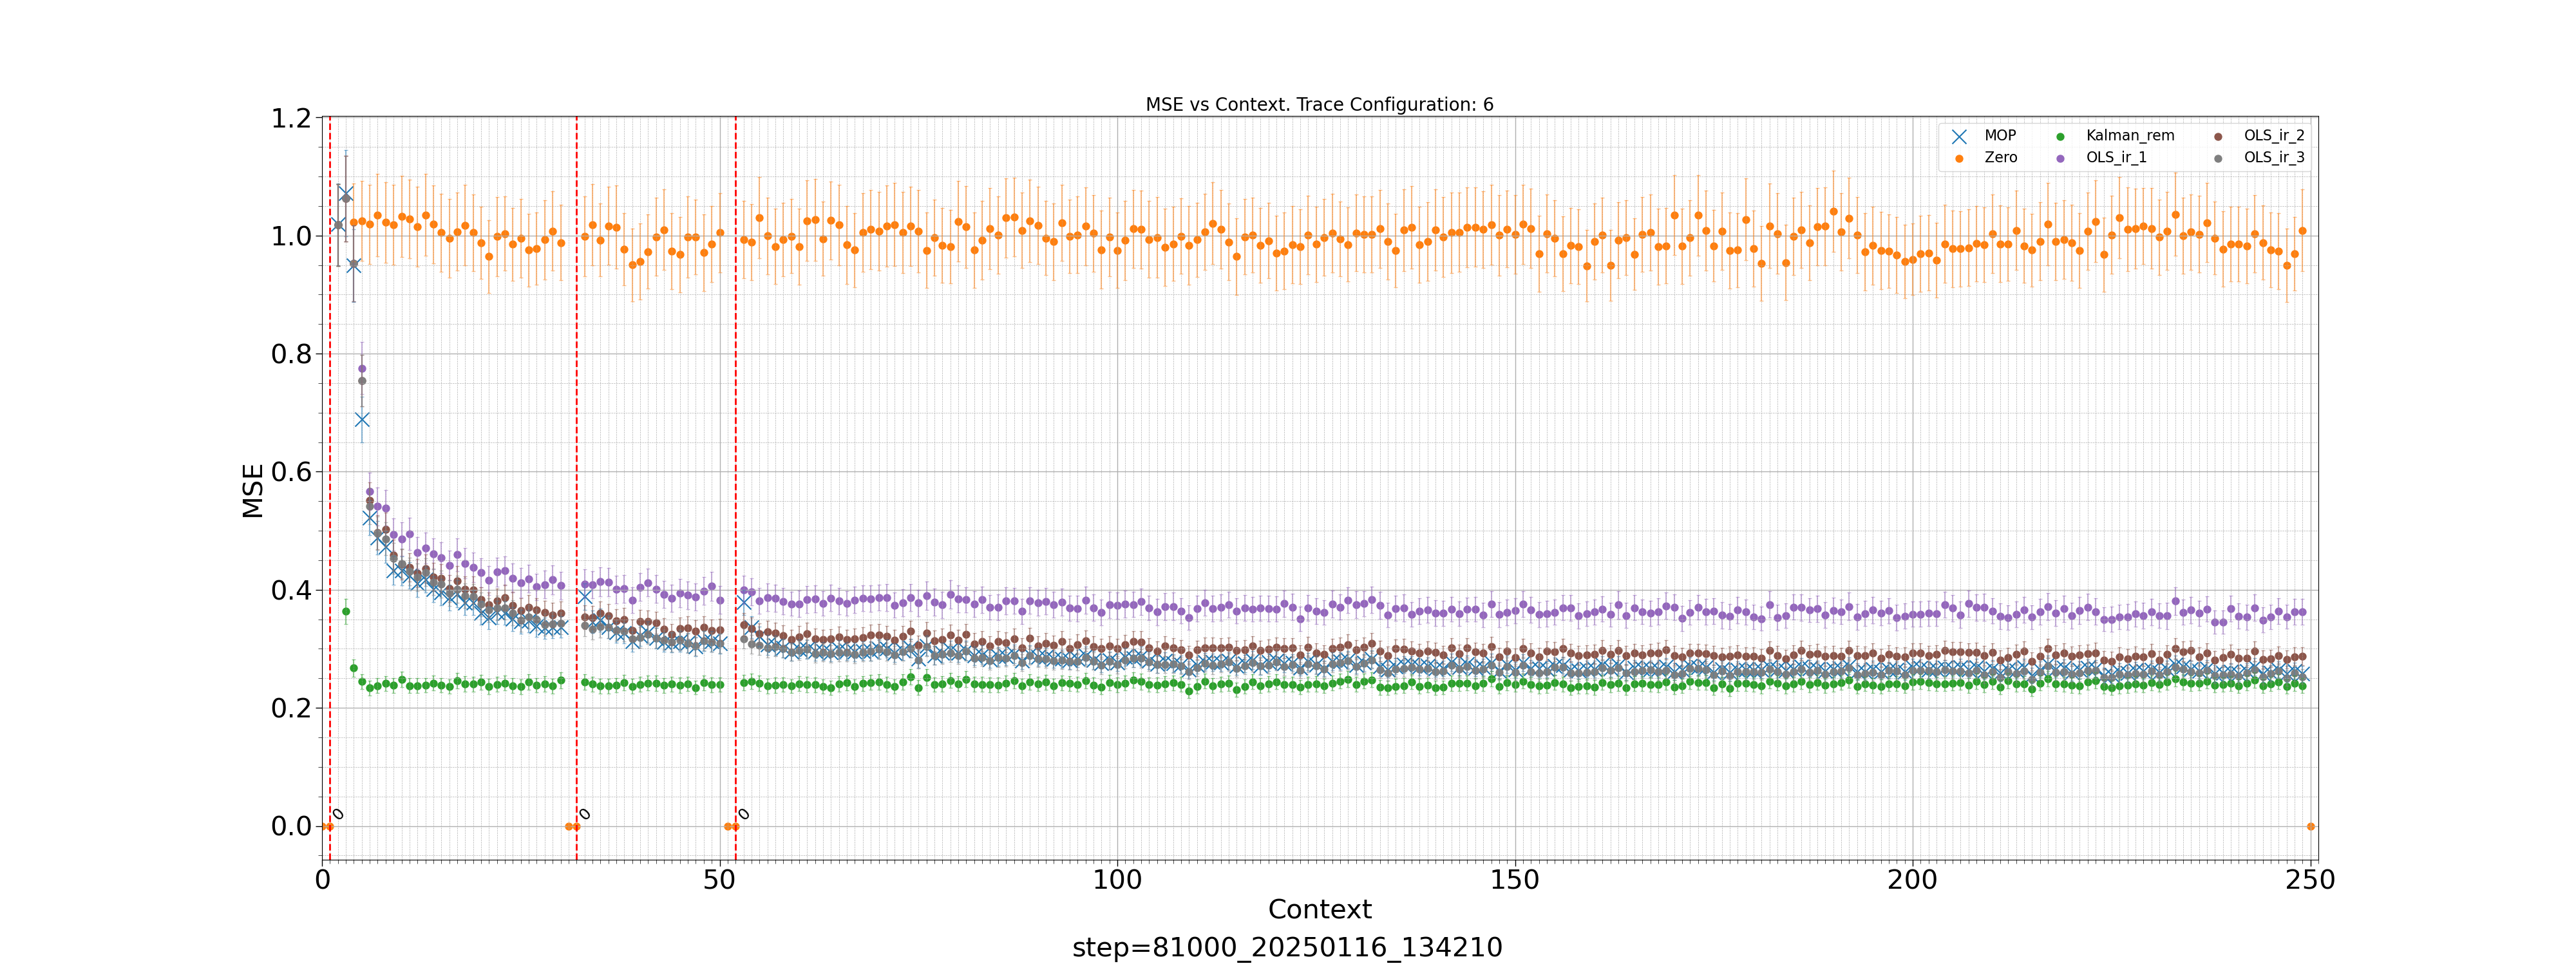 MSE vs Context. Trace Configuration: 6
MOP
Zero
Kalman_rem
OLS_ir_1
OLS_ir_2
OLS_ir_3
MSE
1.2
1.0
0.8
0.6
0.4
0.2
0.0
0
0
0
0
50
100
150
200
250
Context
step=81000_20250116_134210